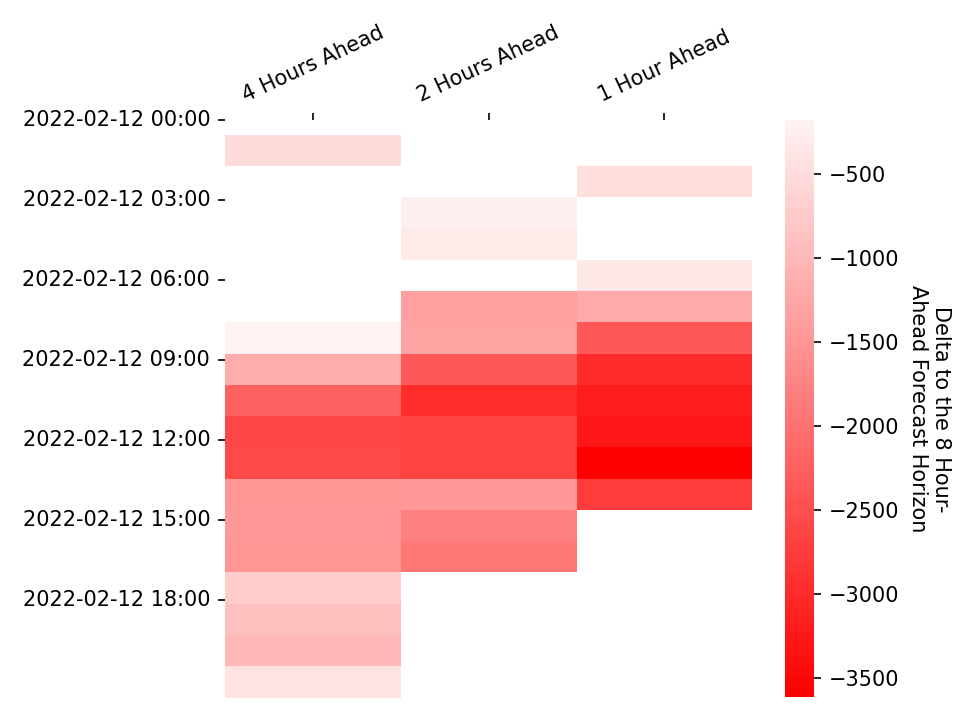 4 Hours Ahead
2 Hours Ahead
1 Hour Ahead
2022-02-12 00:00
2022-02-12 03:00
2022-02-12 06:00
2022-02-12 09:00
2022-02-12 12:00
2022-02-12 15:00
2022-02-12 18:00
−500
−1000
−1500
−2000
−2500
−3000
−3500
Delta to the 8 Hour-
Ahead Forecast Horizon